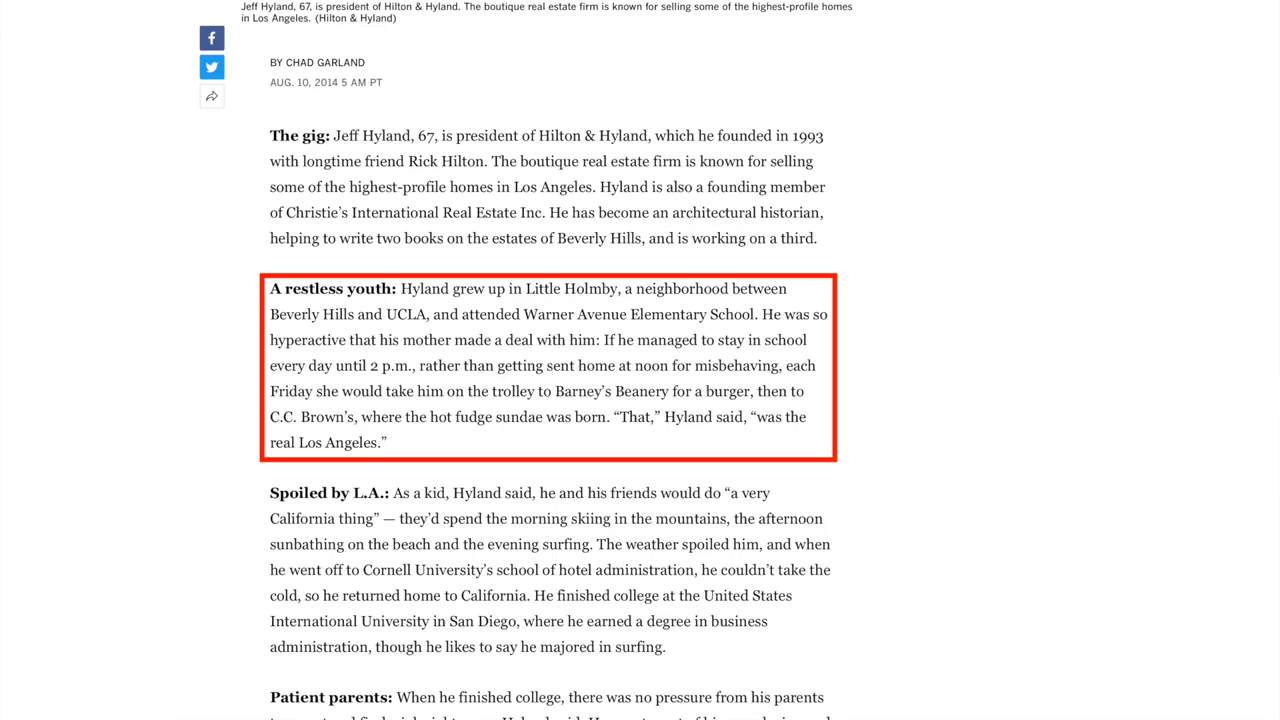 Jeff Hyland, 67, is president of Hilton & Hyland. The boutique real estate firm is known for selling some of the highest-profile homes
in Los Angeles. (Hilton & Hyland)
BY CHAD GARLAND
AUG. 10, 2014 5 AM PT
The gig: Jeff Hyland, 67, is president of Hilton & Hyland, which he founded in 1993
with longtime friend Rick Hilton. The boutique real estate firm is known for selling
some of the highest-profile homes in Los Angeles. Hyland is also a founding member
of Christie’s International Real Estate Inc. He has become an architectural historian,
helping to write two books on the estates of Beverly Hills, and is working on a third.
A restless youth: Hyland grew up in Little Holmby, a neighborhood between
Beverly Hills and UCLA, and attended Warner Avenue Elementary School. He was so
hyperactive that his mother made a deal with him: If he managed to stay in school
every day until 2 p.m., rather than getting sent home at noon for misbehaving, each
Friday she would take him on the trolley to Barney’s Beanery for a burger, then to
C.C. Brown’s, where the hot fudge sundae was born. “That,” Hyland said, “was the
real Los Angeles.”
Spoiled by L.A.: As a kid, Hyland said, he and his friends would do “a very
California thing” — they’d spend the morning skiing in the mountains, the afternoon
sunbathing on the beach and the evening surfing. The weather spoiled him, and when
he went off to Cornell University’s school of hotel administration, he couldn’t take the
cold, so he returned home to California. He finished college at the United States
International University in San Diego, where he earned a degree in business
administration, though he likes to say he majored in surfing.
Patient parents: When he finished college, there was no pressure from his parents